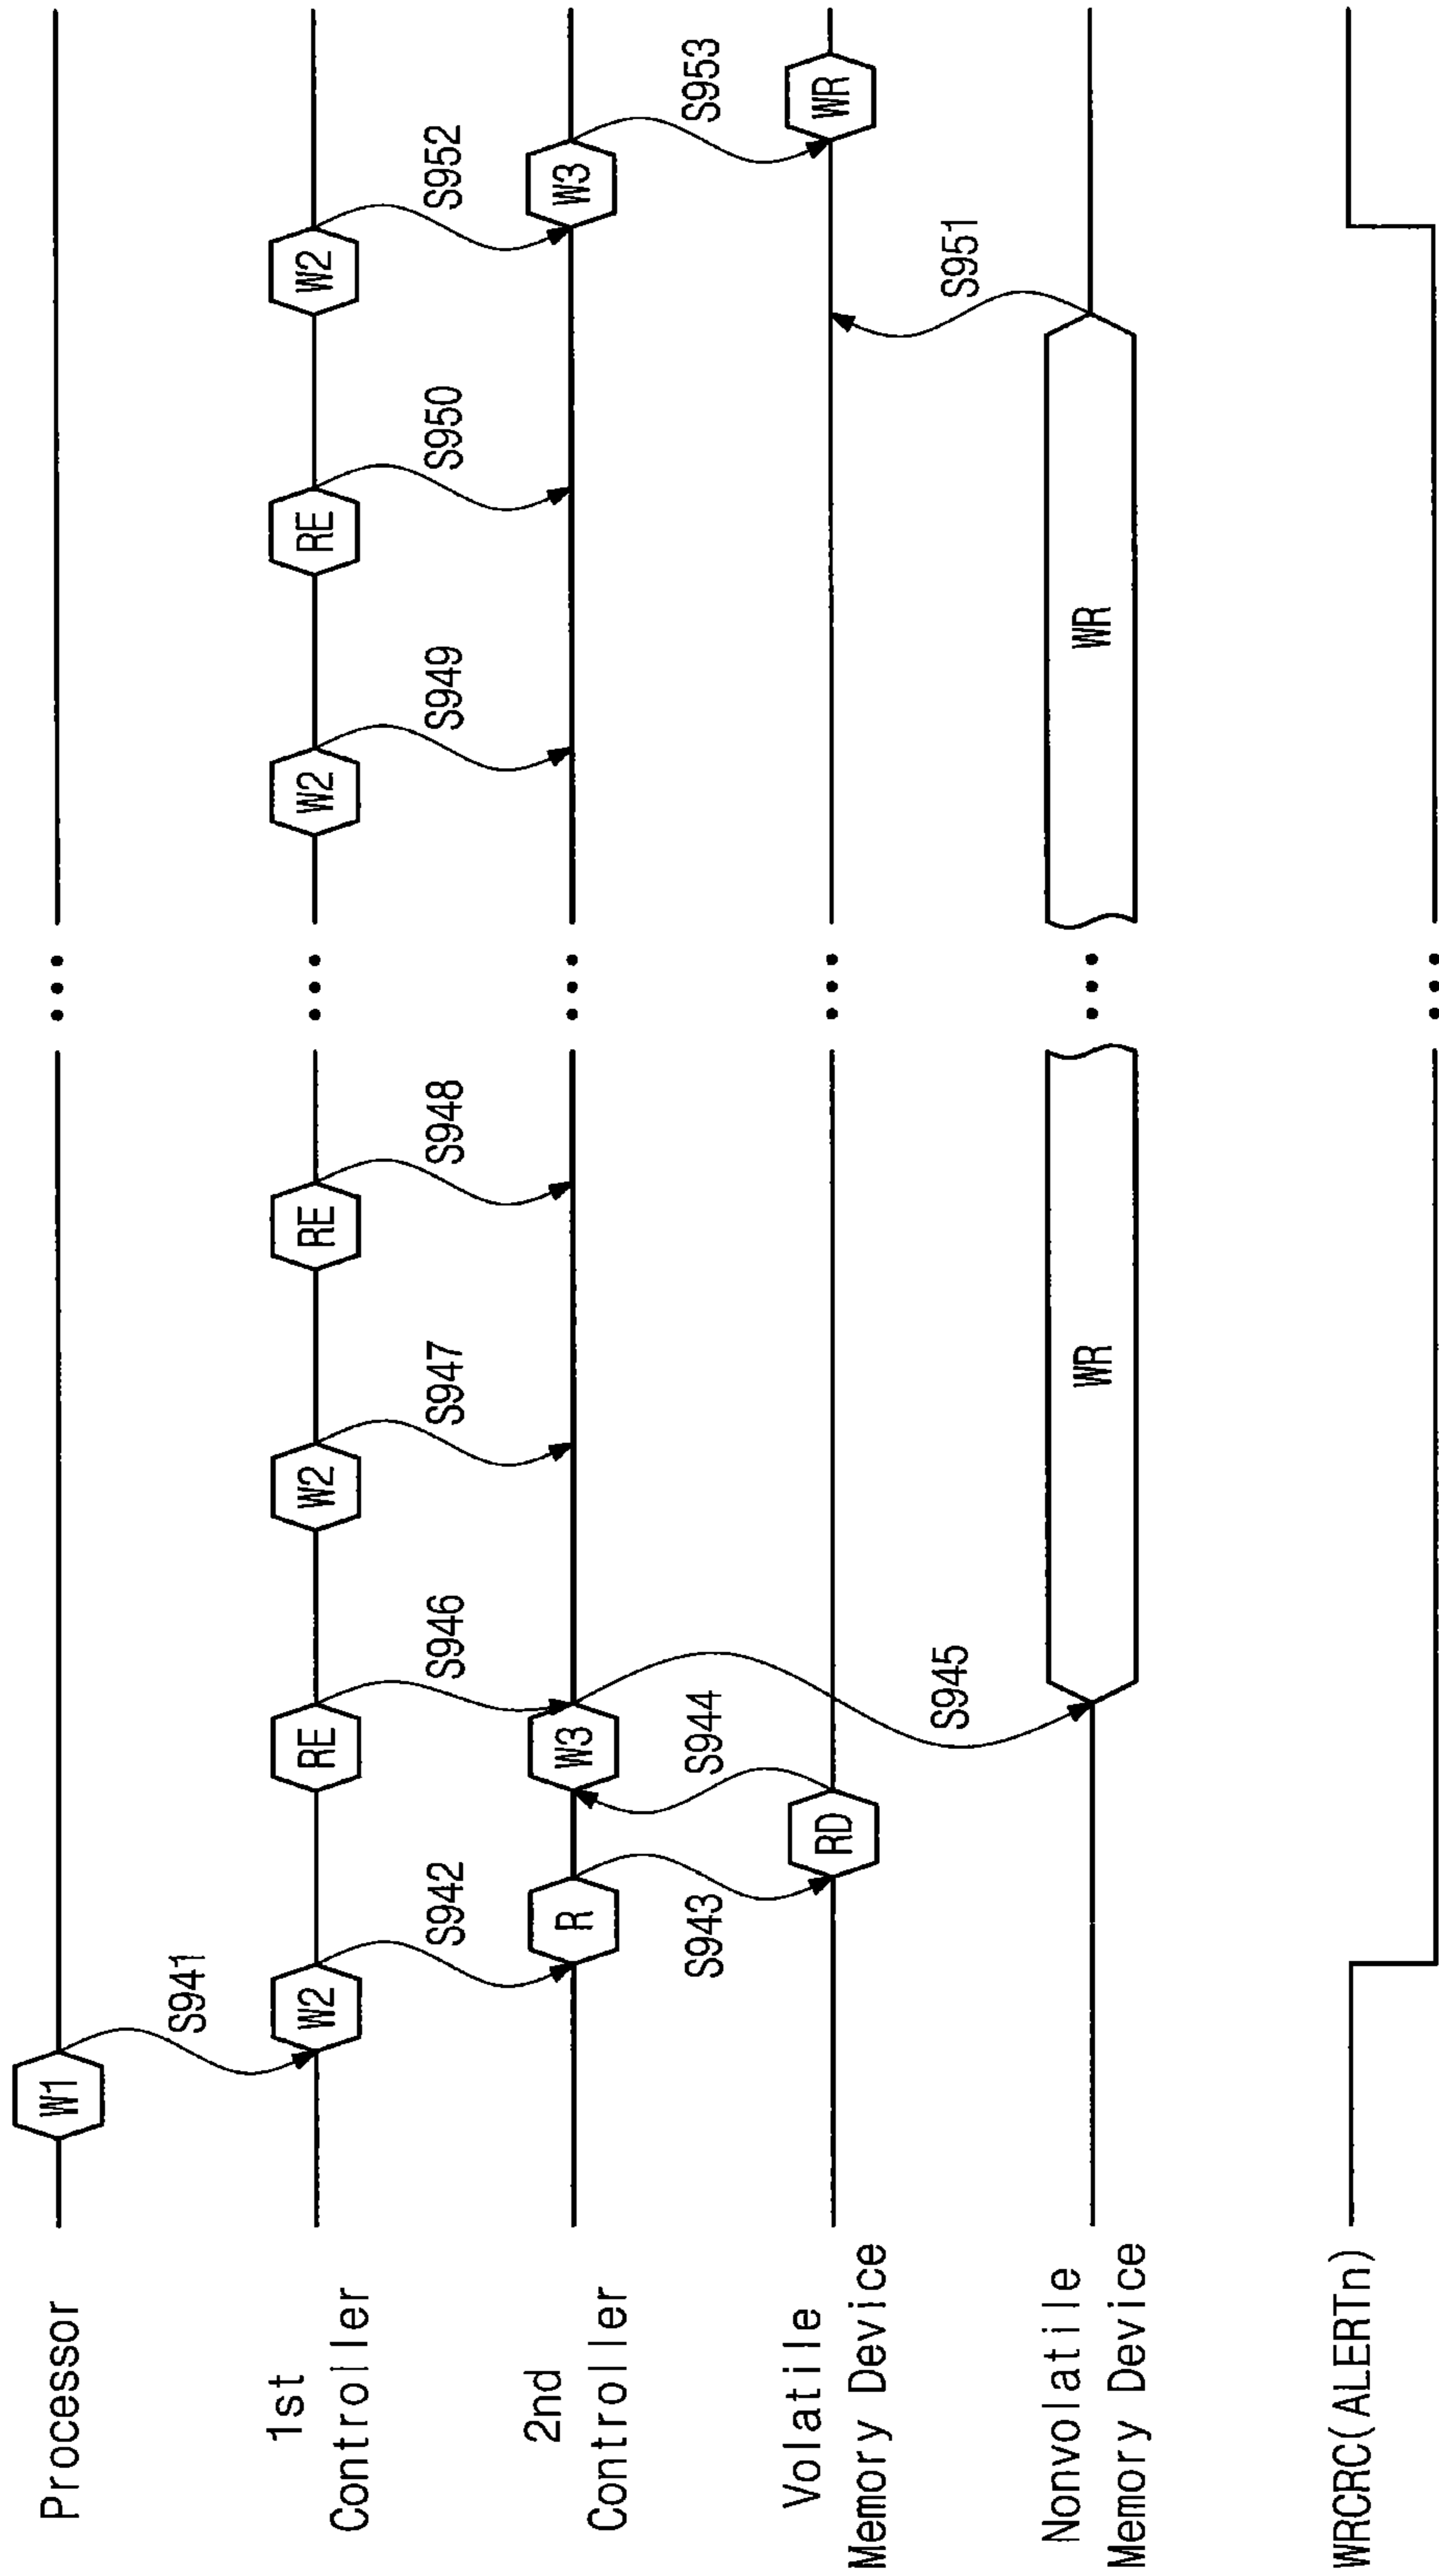 Processor
W1
S941
1st
Controller
W2
S942
RE
S946
W2
S947
RE
S948
...
W2
S949
RE
S950
W2
S952
2nd
Controller
R
S943
W3
S944
S945
...
W3
S953
Volatile
Memory Device
RD
...
WR
S951
Nonvolatile
Memory Device
WR
...
WR
WRCRC(ALERTn)
...